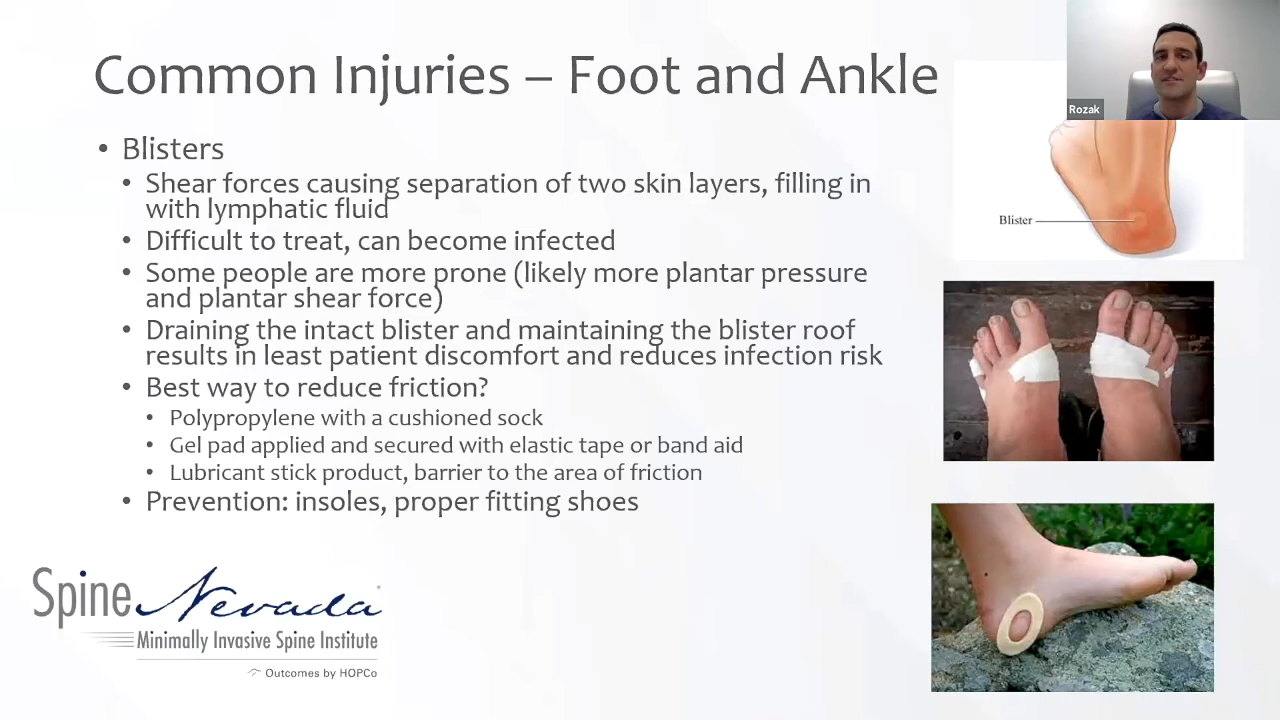 Common Injuries – Foot and Ankle
Rozak
• Blisters
• Shear forces causing separation of two skin layers, filling in
with lymphatic fluid
• Difficult to treat, can become infected
• Some people are more prone (likely more plantar pressure
and plantar shear force)
• Draining the intact blister and maintaining the blister roof
results in least patient discomfort and reduces infection risk
• Best way to reduce friction?
• Polypropylene with a cushioned sock
• Gel pad applied and secured with elastic tape or band aid
• Lubricant stick product, barrier to the area of friction
• Prevention: insoles, proper fitting shoes
Blister
Spine Nevada
Minimally Invasive Spine Institute
Outcomes by HOPCo